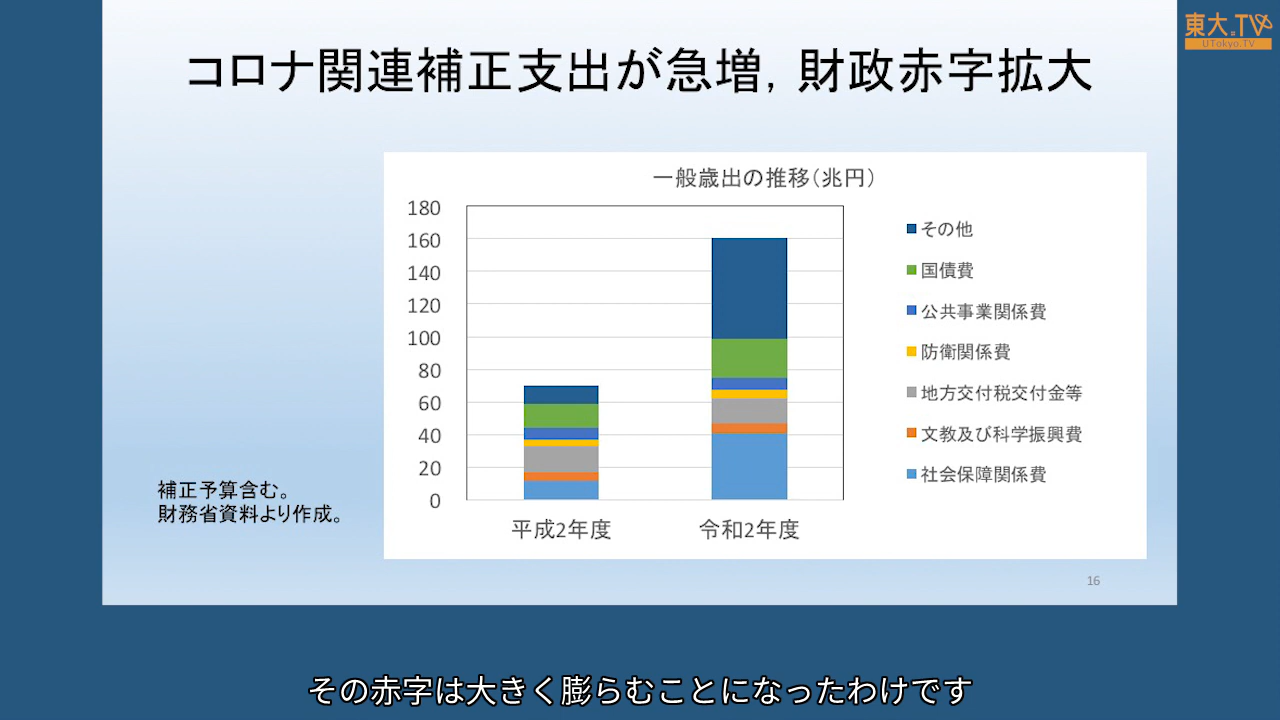 東大.TV
UTokyo.TV
コロナ関連補正支出が急増，財政赤字拡大
一般歳出の推移（兆円）
180
160
140
120
100
80
60
40
20
0
平成2年度
令和2年度
その他
国債費
公共事業関係費
防衛関係費
地方交付税交付金等
文教及び科学振興費
社会保障関係費
補正予算含む。
財務省資料より作成。
16
その赤字は大きく膨らむことになったわけです